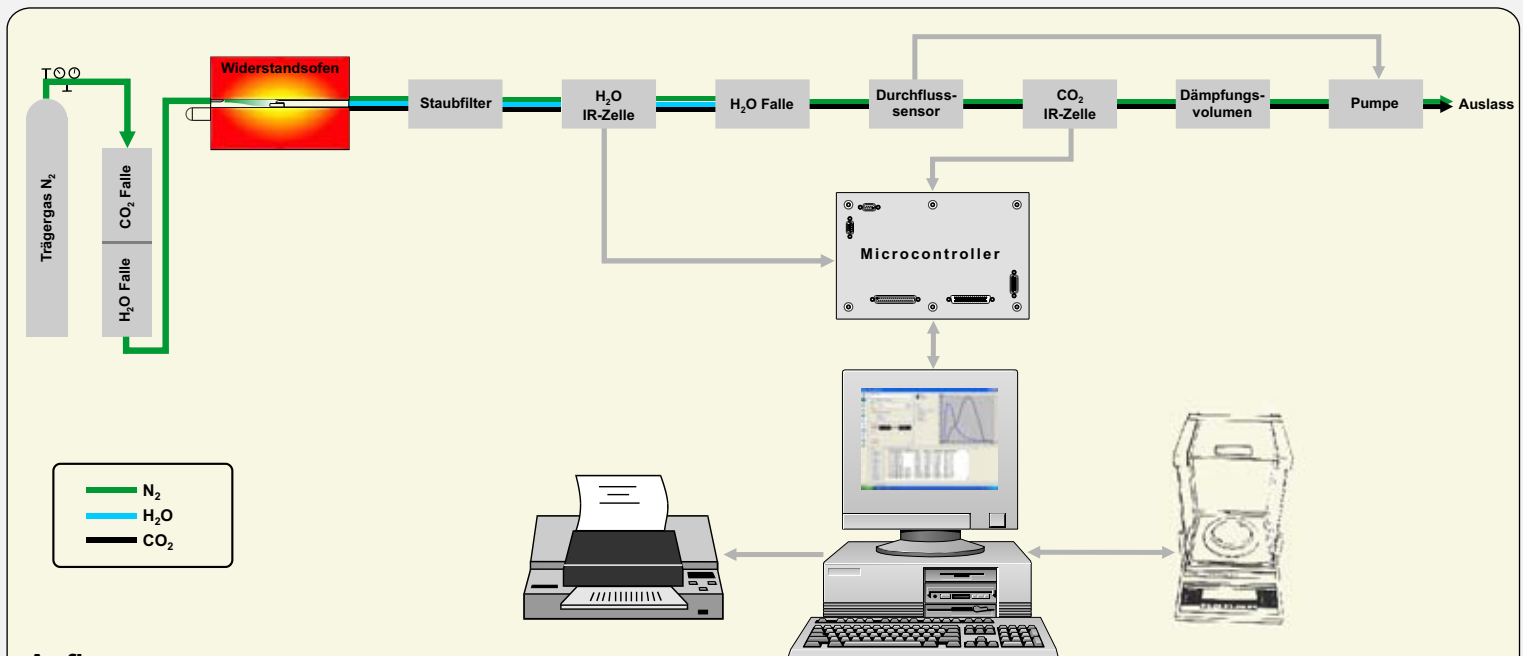 Widerstandsofen
Trägergas N₂
CO₂ Falle
H₂O Falle
Staubfilter
H₂O
IR-Zelle
H₂O Falle
Durchfluss-
sensor
CO₂
IR-Zelle
Dämpfungs-
volumen
Pumpe
Auslass
Microcontroller
N₂
H₂O
CO₂